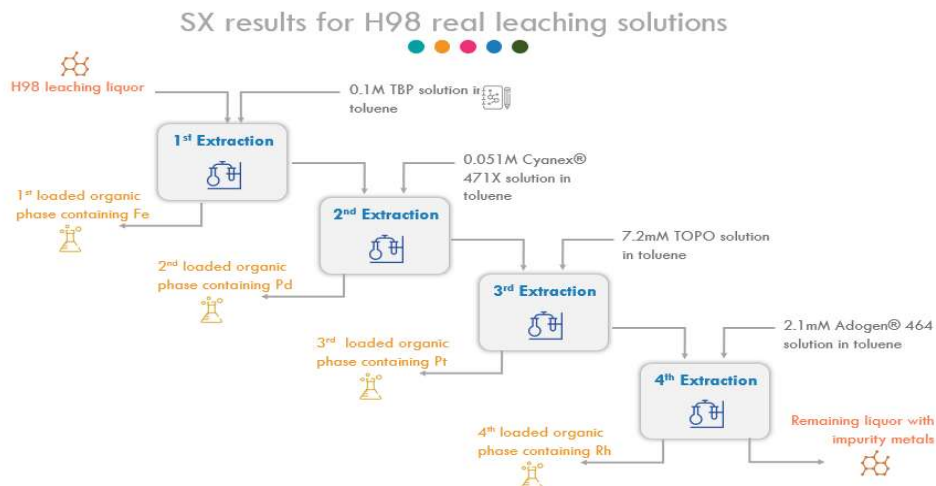 SX results for H98 real leaching solutions
H98 leaching liquor
0.1M TBP solution in
toluene
1st Extraction
0.051M Cyanex®
471X solution in
toluene
1st loaded organic
phase containing Fe
2nd Extraction
7.2mM TOPO solution
in toluene
2nd loaded organic
phase containing Pd
3rd Extraction
2.1mM Adogen® 464
solution in toluene
3rd loaded organic
phase containing Pt
4th Extraction
4th loaded organic
phase containing Rh
Remaining liquor with
impurity metals